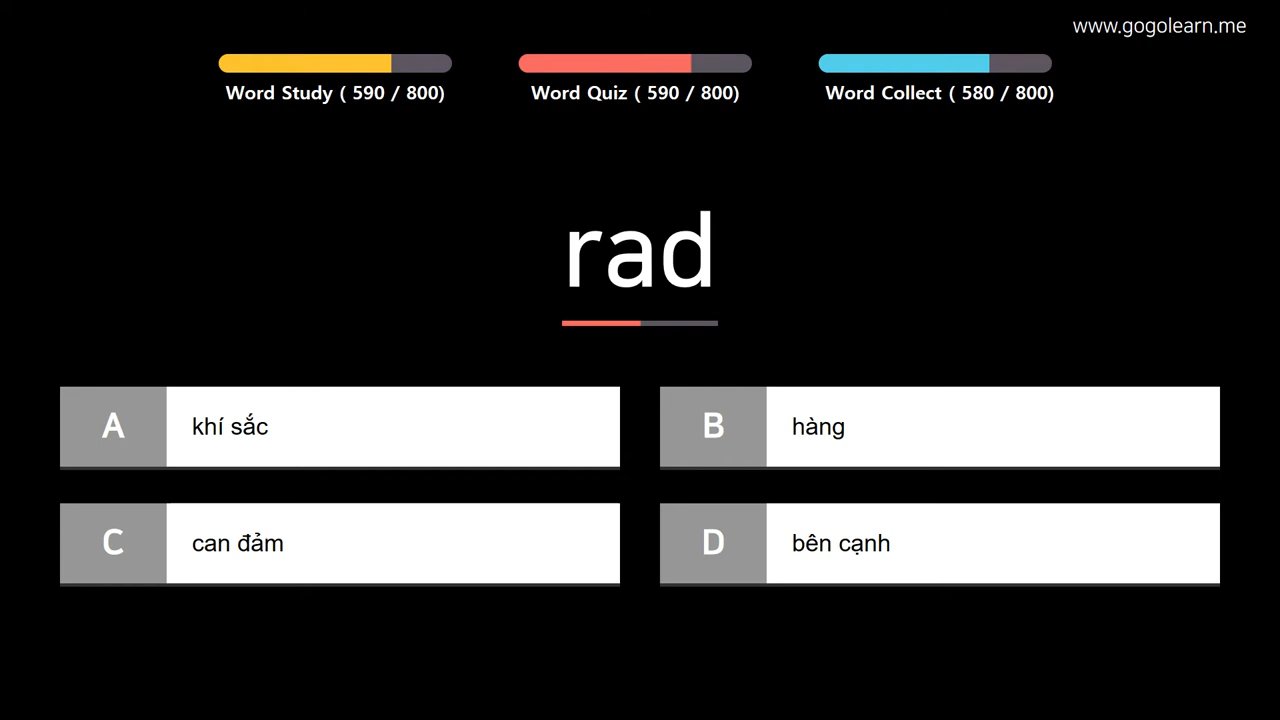 www.gogolearn.me
Word Study ( 590 / 800)
Word Quiz ( 590 / 800)
Word Collect ( 580 / 800)
rad
A khí sắc
B hàng
C can đảm
D bên cạnh